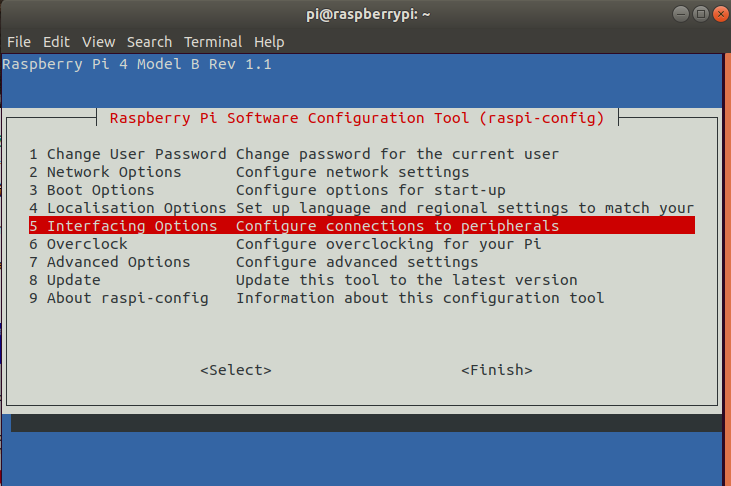 pi@raspberrypi: ~
File Edit View Search Terminal Help
Raspberry Pi 4 Model B Rev 1.1
Raspberry Pi Software Configuration Tool (raspi-config)
1 Change User Password Change password for the current user
2 Network Options Configure network settings
3 Boot Options Configure options for start-up
4 Localisation Options Set up language and regional settings to match your
5 Interfacing Options Configure connections to peripherals
6 Overclock Configure overclocking for your Pi
7 Advanced Options Configure advanced settings
8 Update Update this tool to the latest version
9 About raspi-config Information about this configuration tool
<Select> <Finish>